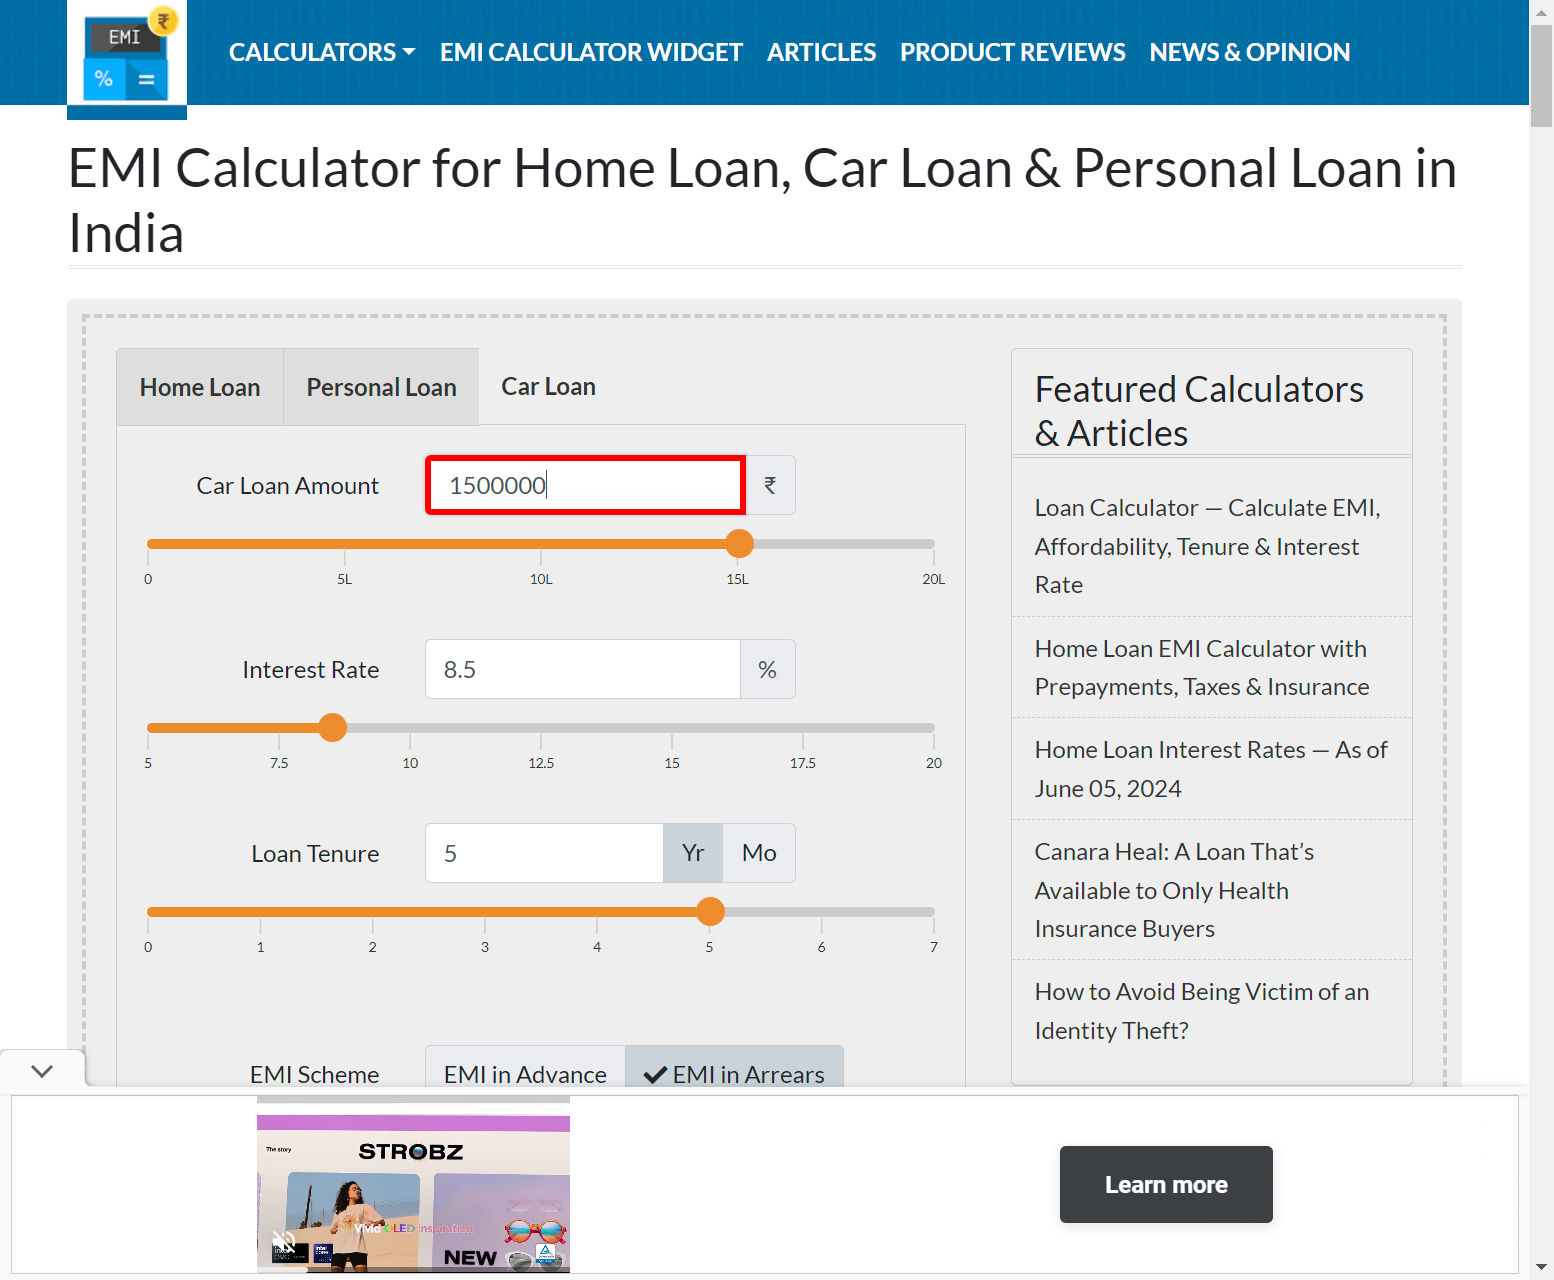 EMI
₹
%
=
CALCULATORS
EMI CALCULATOR WIDGET
ARTICLES
PRODUCT REVIEWS
NEWS & OPINION
EMI Calculator for Home Loan, Car Loan & Personal Loan in
India
Home Loan
Personal Loan
Car Loan
Car Loan Amount
1500000
₹
0
5L
10L
15L
20L
Interest Rate
8.5
%
5
7.5
10
12.5
15
17.5
20
Loan Tenure
5
Yr
Mo
0
1
2
3
4
5
6
7
EMI Scheme
EMI in Advance
EMI in Arrears
Featured Calculators
& Articles
Loan Calculator — Calculate EMI,
Affordability, Tenure & Interest
Rate
Home Loan EMI Calculator with
Prepayments, Taxes & Insurance
Home Loan Interest Rates — As of
June 05, 2024
Canara Heal: A Loan That's
Available to Only Health
Insurance Buyers
How to Avoid Being Victim of an
Identity Theft?
The story
STROBZ
Vivid OLED inspiration
NEW
Learn more